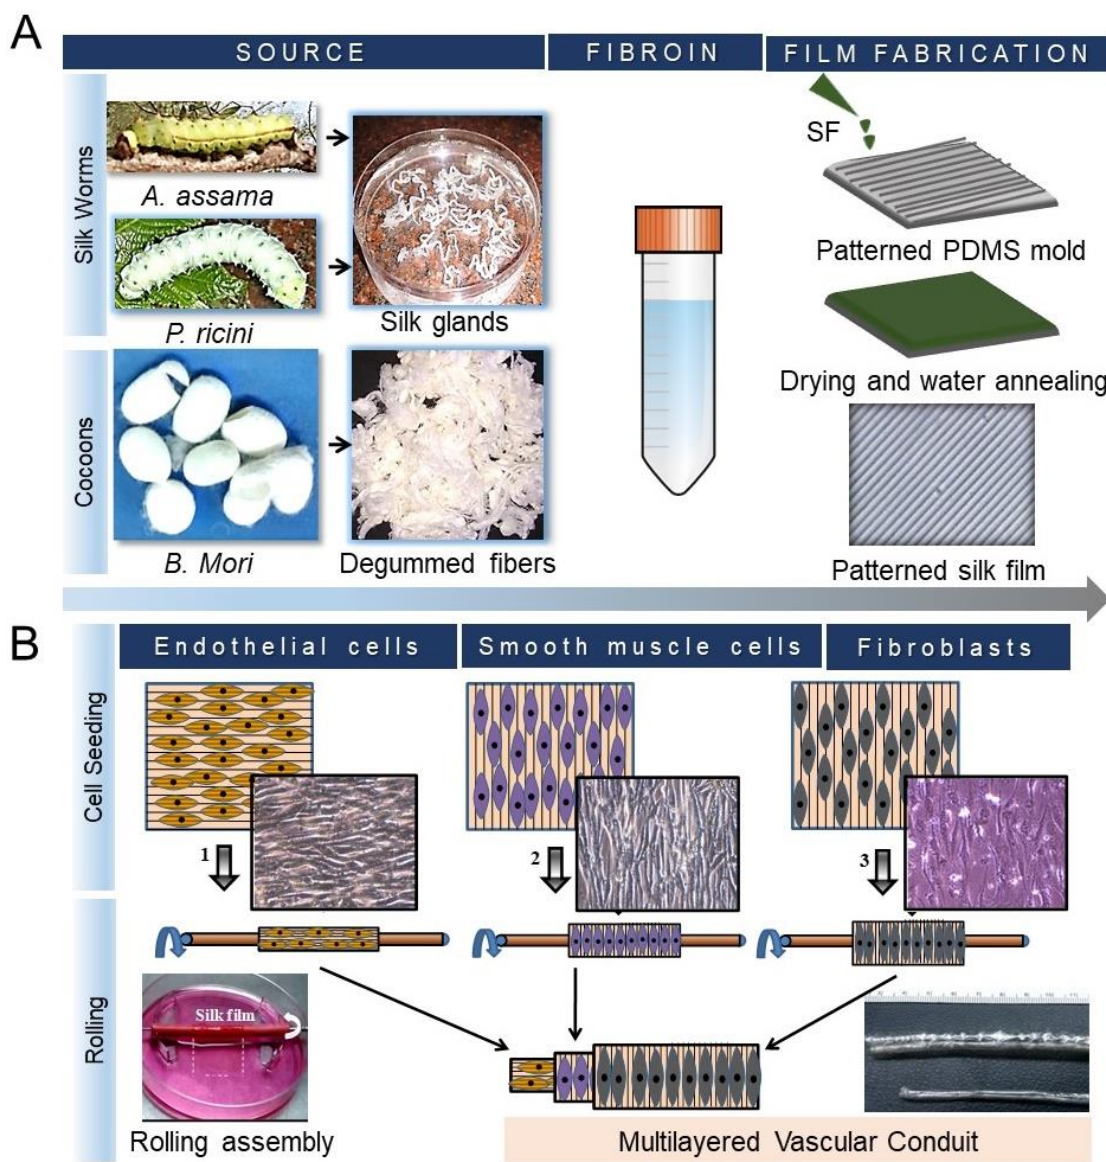 A
SOURCE
FIBROIN
FILM FABRICATION
Silk Worms
A. assama
P. ricini
Silk glands
SF
Patterned PDMS mold
Drying and water annealing
Cocoons
B. Mori
Degummed fibers
Patterned silk film
B
Endothelial cells
Smooth muscle cells
Fibroblasts
Cell Seeding
1
2
3
Rolling
Silk film
Rolling assembly
Multilayered Vascular Conduit